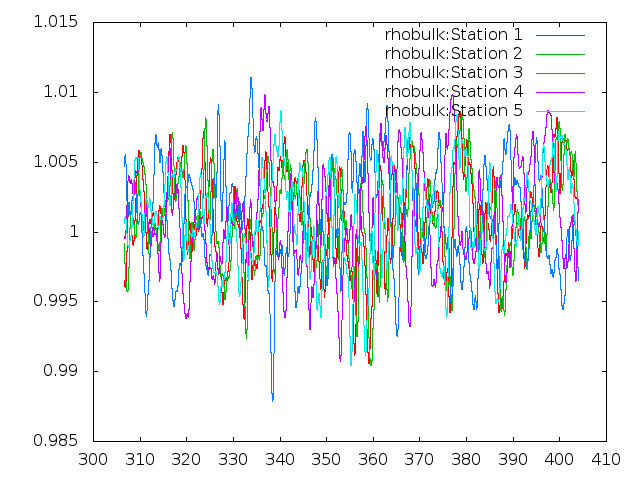 1.015
1.01
1.005
1
0.995
0.99
0.985
300 310 320 330 340 350 360 370 380 390 400 410
rhobulk:Station 1
rhobulk:Station 2
rhobulk:Station 3
rhobulk:Station 4
rhobulk:Station 5